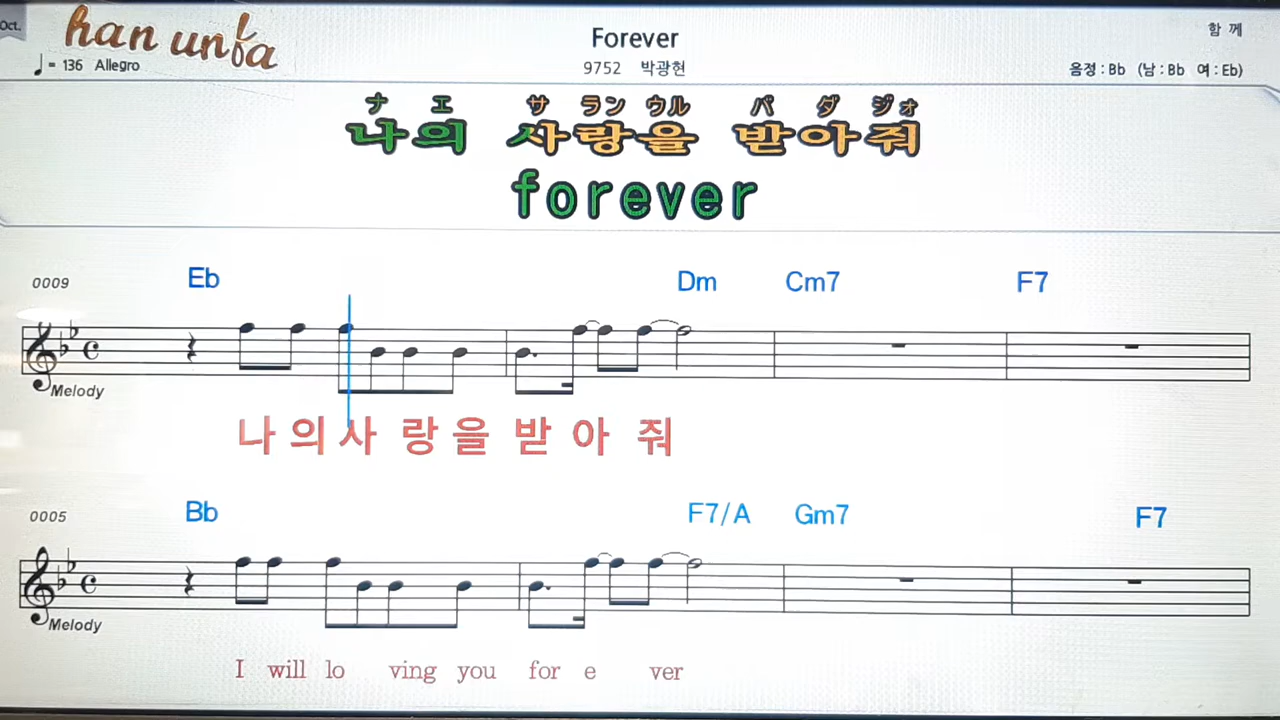 Oct.
han unfa
Forever
함 께
♩= 136 Allegro
9752 박광현
음정 : Bb (남 : Bb 여 : Eb)
ナ エ サ ラン ウル バ ダ ジォ
나의 사랑을 받아줘
forever
0009 Eb Dm Cm7 F7
Melody
나 의 사 랑 을 받 아 줘
0005 Bb F7/A Gm7 F7
Melody
I will lo ving you for e ver